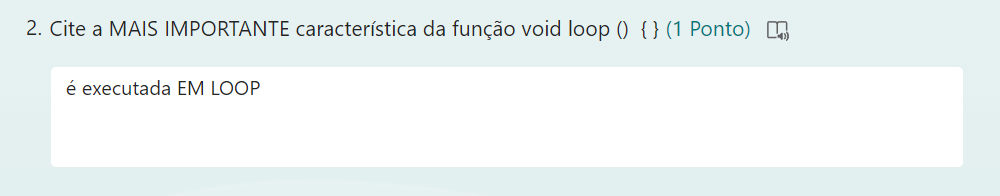 2. Cite a MAIS IMPORTANTE característica da função void loop () { } (1 Ponto)
é executada EM LOOP